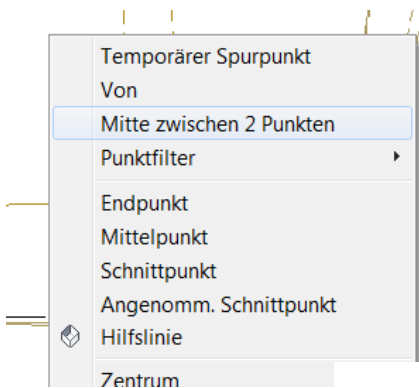 Temporärer Spurpunkt
Von
Mitte zwischen 2 Punkten
Punktfilter
Endpunkt
Mittelpunkt
Schnittpunkt
Angenomm. Schnittpunkt
Hilfslinie
Zentrum